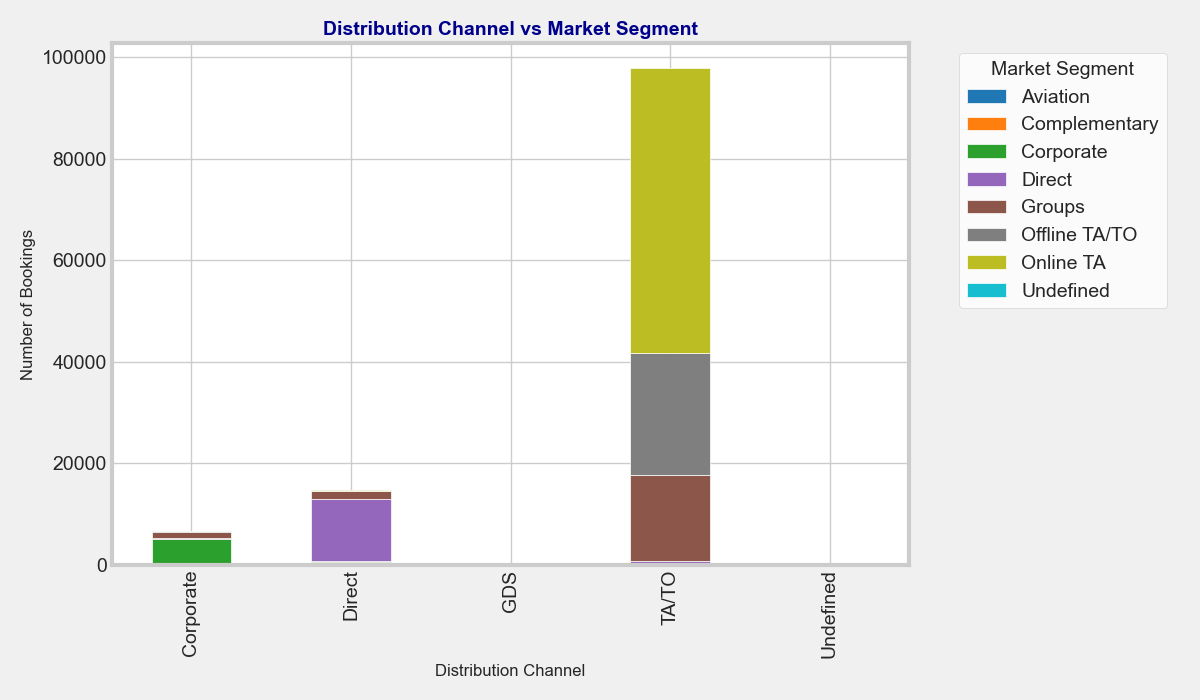 Distribution Channel vs Market Segment
100000
80000
60000
40000
20000
0
Number of Bookings
Corporate
Direct
GDS
TA/TO
Undefined
Distribution Channel
Market Segment
Aviation
Complementary
Corporate
Direct
Groups
Offline TA/TO
Online TA
Undefined